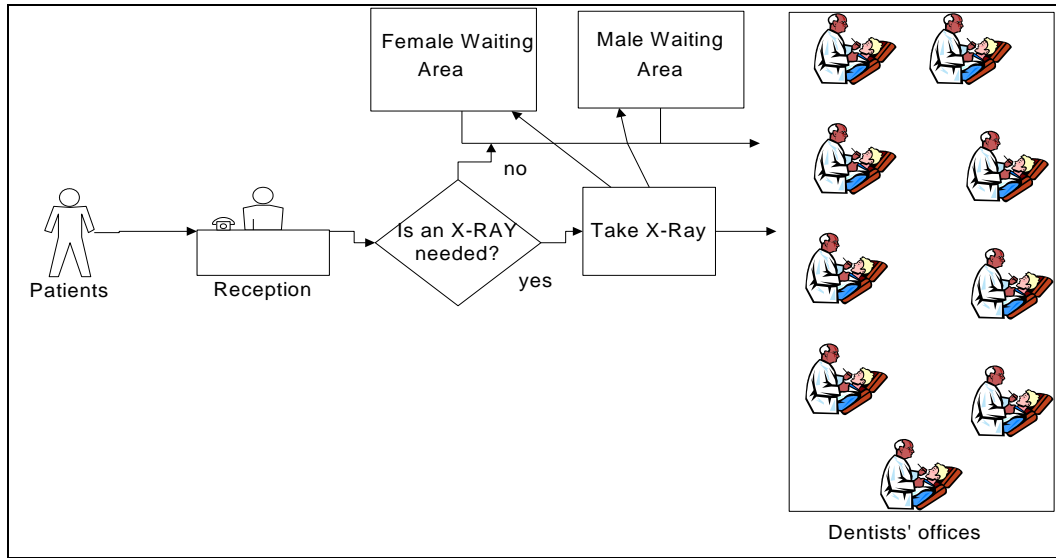 Female Waiting
Area
Male Waiting
Area
no
Is an X-RAY
needed?
Take X-Ray
yes
Patients
Reception
Dentists' offices